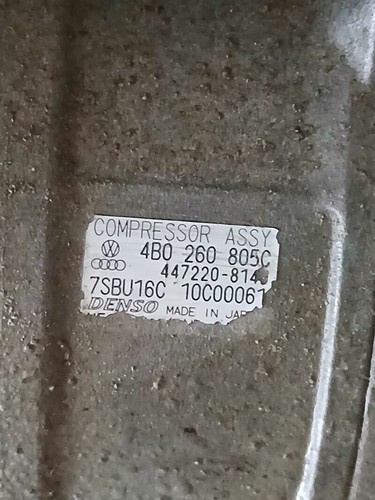 COMPRESSOR ASSY
4B0 260 805C
447220-814
7SBU16C 10C00061
DENSO MADE IN